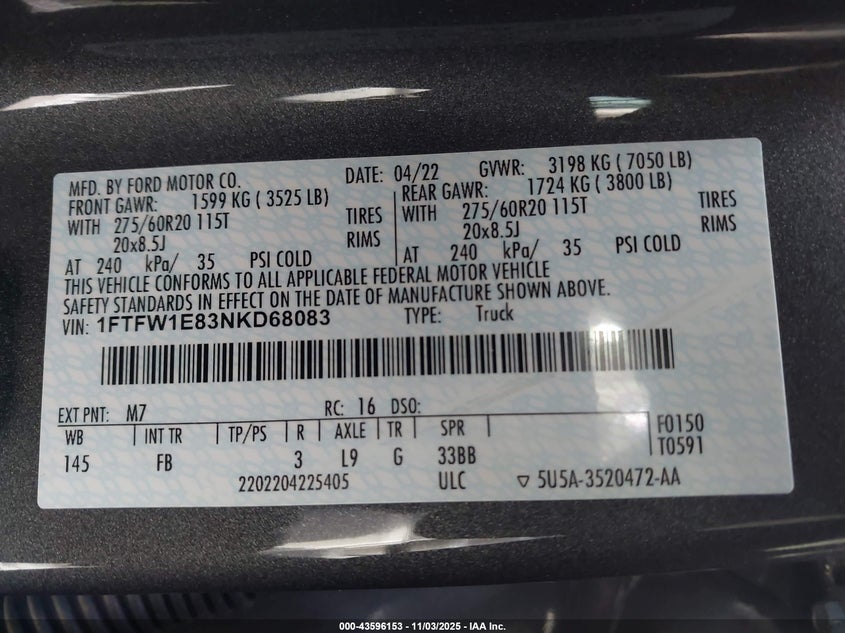 MFD. BY FORD MOTOR CO. DATE: 04/22 GVWR: 3198 KG ( 7050 LB)
FRONT GAWR: 1599 KG ( 3525 LB) REAR GAWR: 1724 KG ( 3800 LB)
WITH 275/60R20 115T TIRES WITH 275/60R20 115T TIRES
20x8.5J RIMS 20x8.5J RIMS
AT 240 kPa/ 35 PSI COLD AT 240 kPa/ 35 PSI COLD
THIS VEHICLE CONFORMS TO ALL APPLICABLE FEDERAL MOTOR VEHICLE
SAFETY STANDARDS IN EFFECT ON THE DATE OF MANUFACTURE SHOWN ABOVE.
VIN: 1FTFW1E83NKD68083 TYPE: Truck
EXT PNT: M7 RC: 16 DSO:
WB INT TR TP/PS R AXLE TR SPR F0150
145 FB 3 L9 G 33BB T0591
2202204225405 ULC ▽ 5U5A-3520472-AA
000-43596153 - 11/03/2025 - IAA Inc.